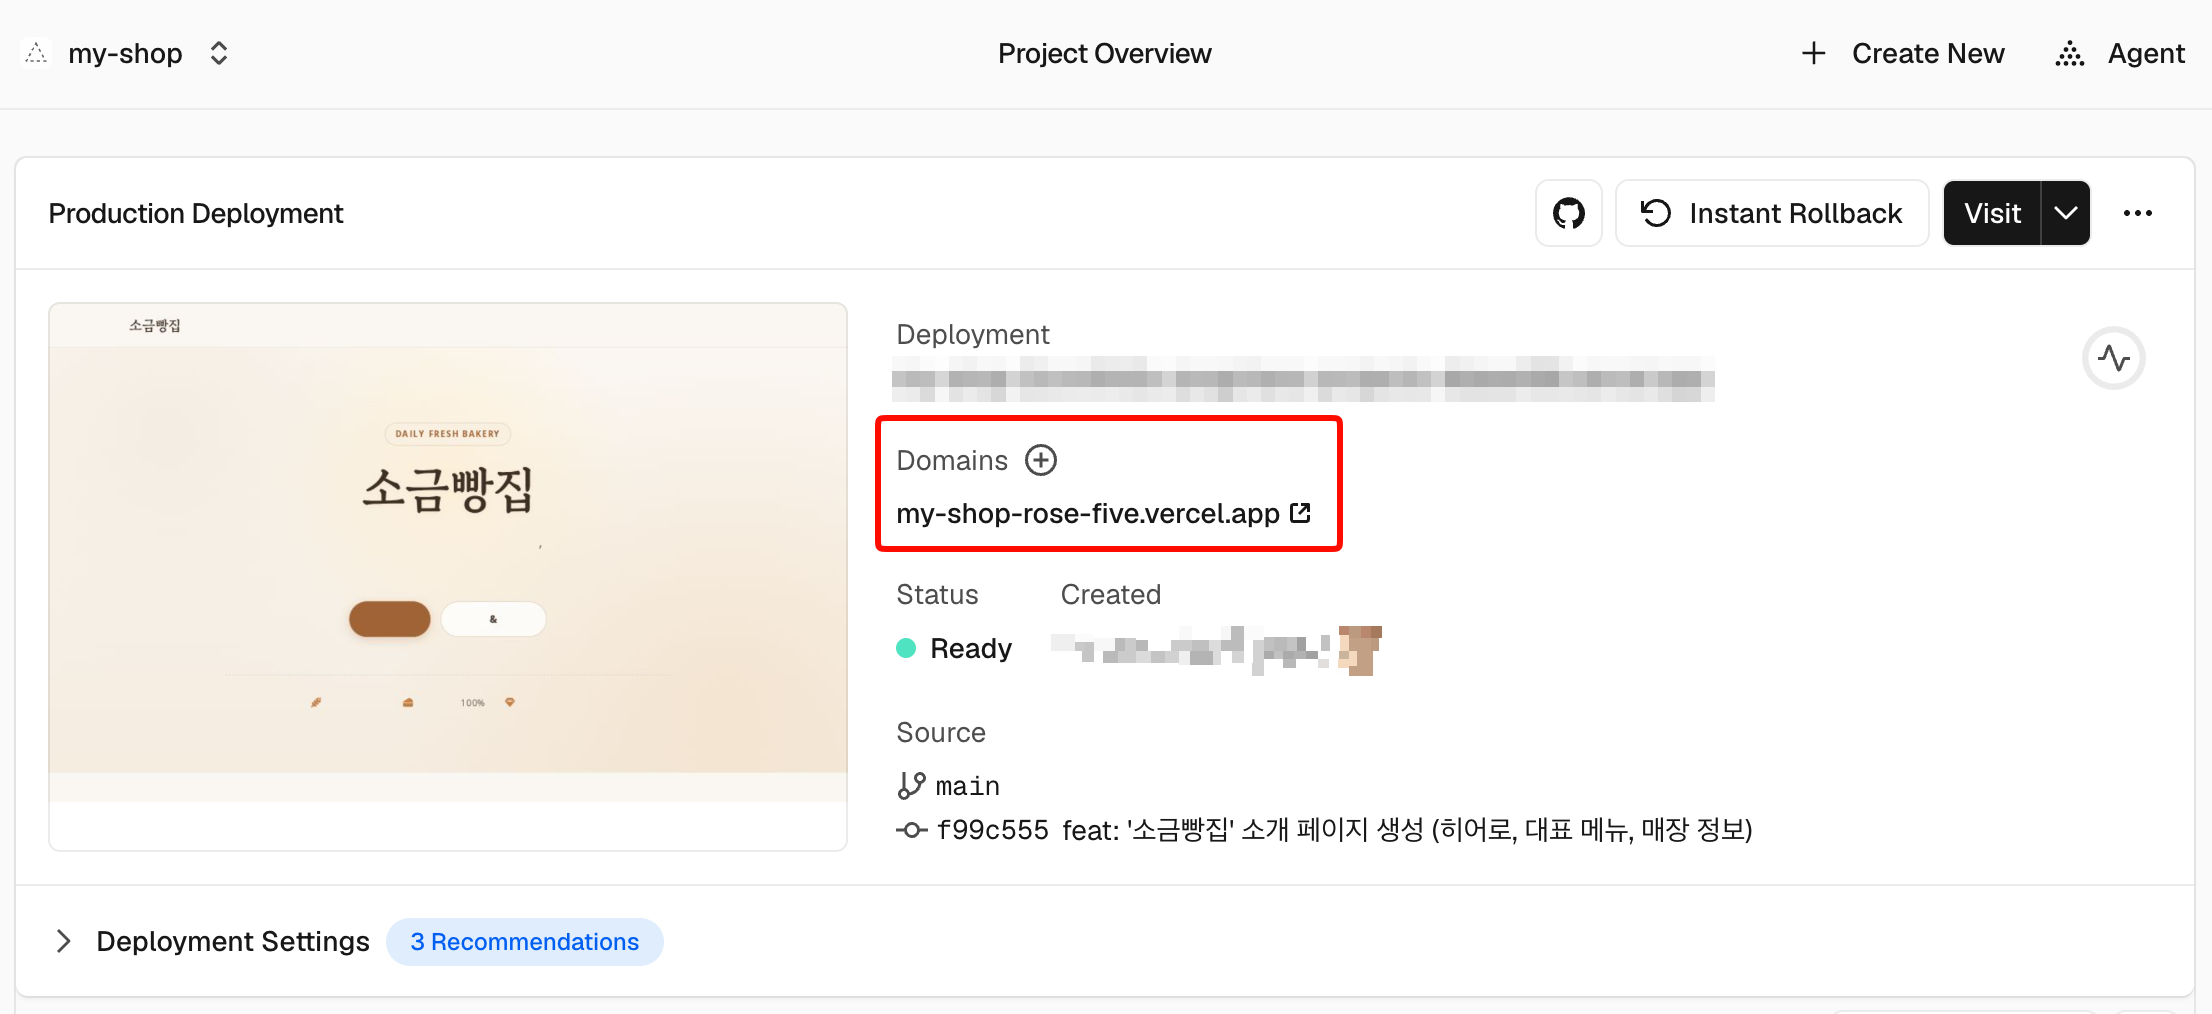 my-shop
Project Overview
Create New
Agent
Production Deployment
Instant Rollback
Visit
소금빵집
DAILY FRESH BAKERY
소금빵집
,
&
100%
Deployment
Domains
my-shop-rose-five.vercel.app
Status
Created
Ready
Source
main
f99c555 feat: '소금빵집' 소개 페이지 생성 (히어로, 대표 메뉴, 매장 정보)
Deployment Settings
3 Recommendations